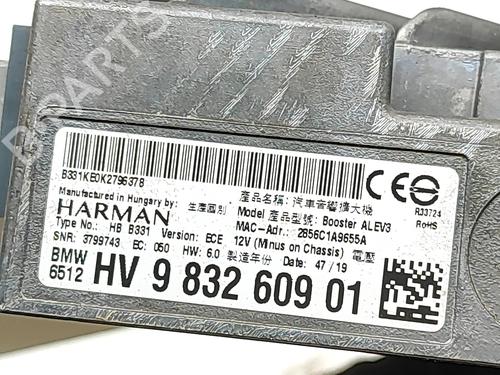 B-PARTS
B331KE0K2796378
Manufactured in Hungary by: 生產國別 產品名稱: 汽車音響擴大機
HARMAN 產品型號: Model: Booster ALEV3
MAC-Adr.: 2856C1A9655A
Type No.: HB B331 Version: ECE 12V (Minus on Chassis) 電壓
SNR: 3799743 EC: 050 HW: 6.0 製造年份 Date: 47/19
BMW
6512 HV 9 832 609 01
CE
R33724
RoHS